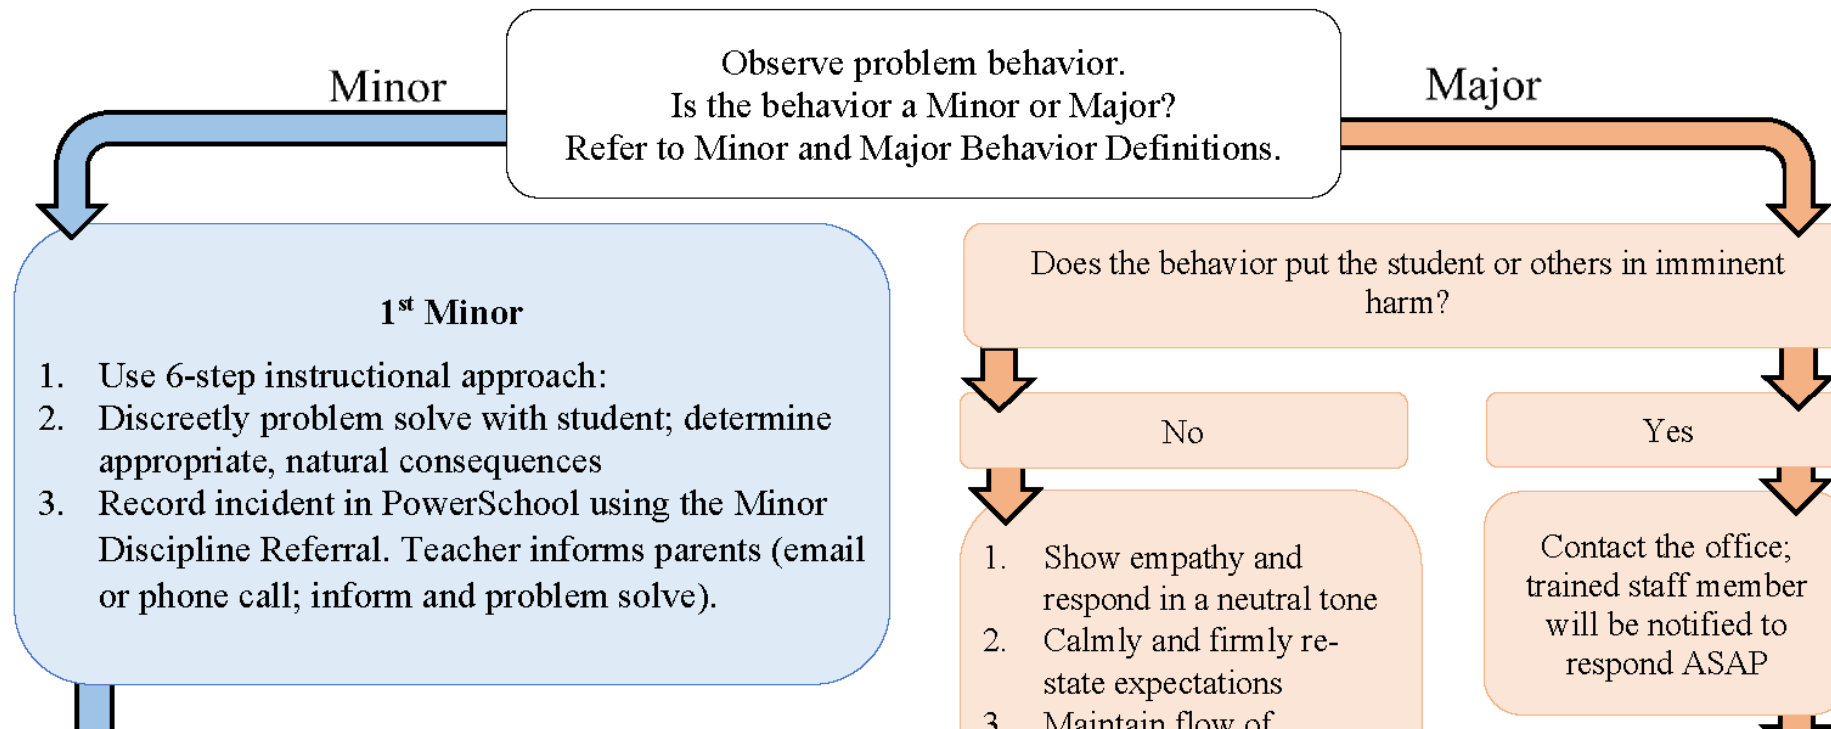 Observe problem behavior.
Is the behavior a Minor or Major?
Refer to Minor and Major Behavior Definitions.
Minor
Major
1st Minor
1. Use 6-step instructional approach:
2. Discreetly problem solve with student; determine
appropriate, natural consequences
3. Record incident in PowerSchool using the Minor
Discipline Referral. Teacher informs parents (email
or phone call; inform and problem solve).
Does the behavior put the student or others in imminent
harm?
No
Yes
1. Show empathy and
respond in a neutral tone
2. Calmly and firmly re-
state expectations
3. Maintain flow of
Contact the office;
trained staff member
will be notified to
respond ASAP